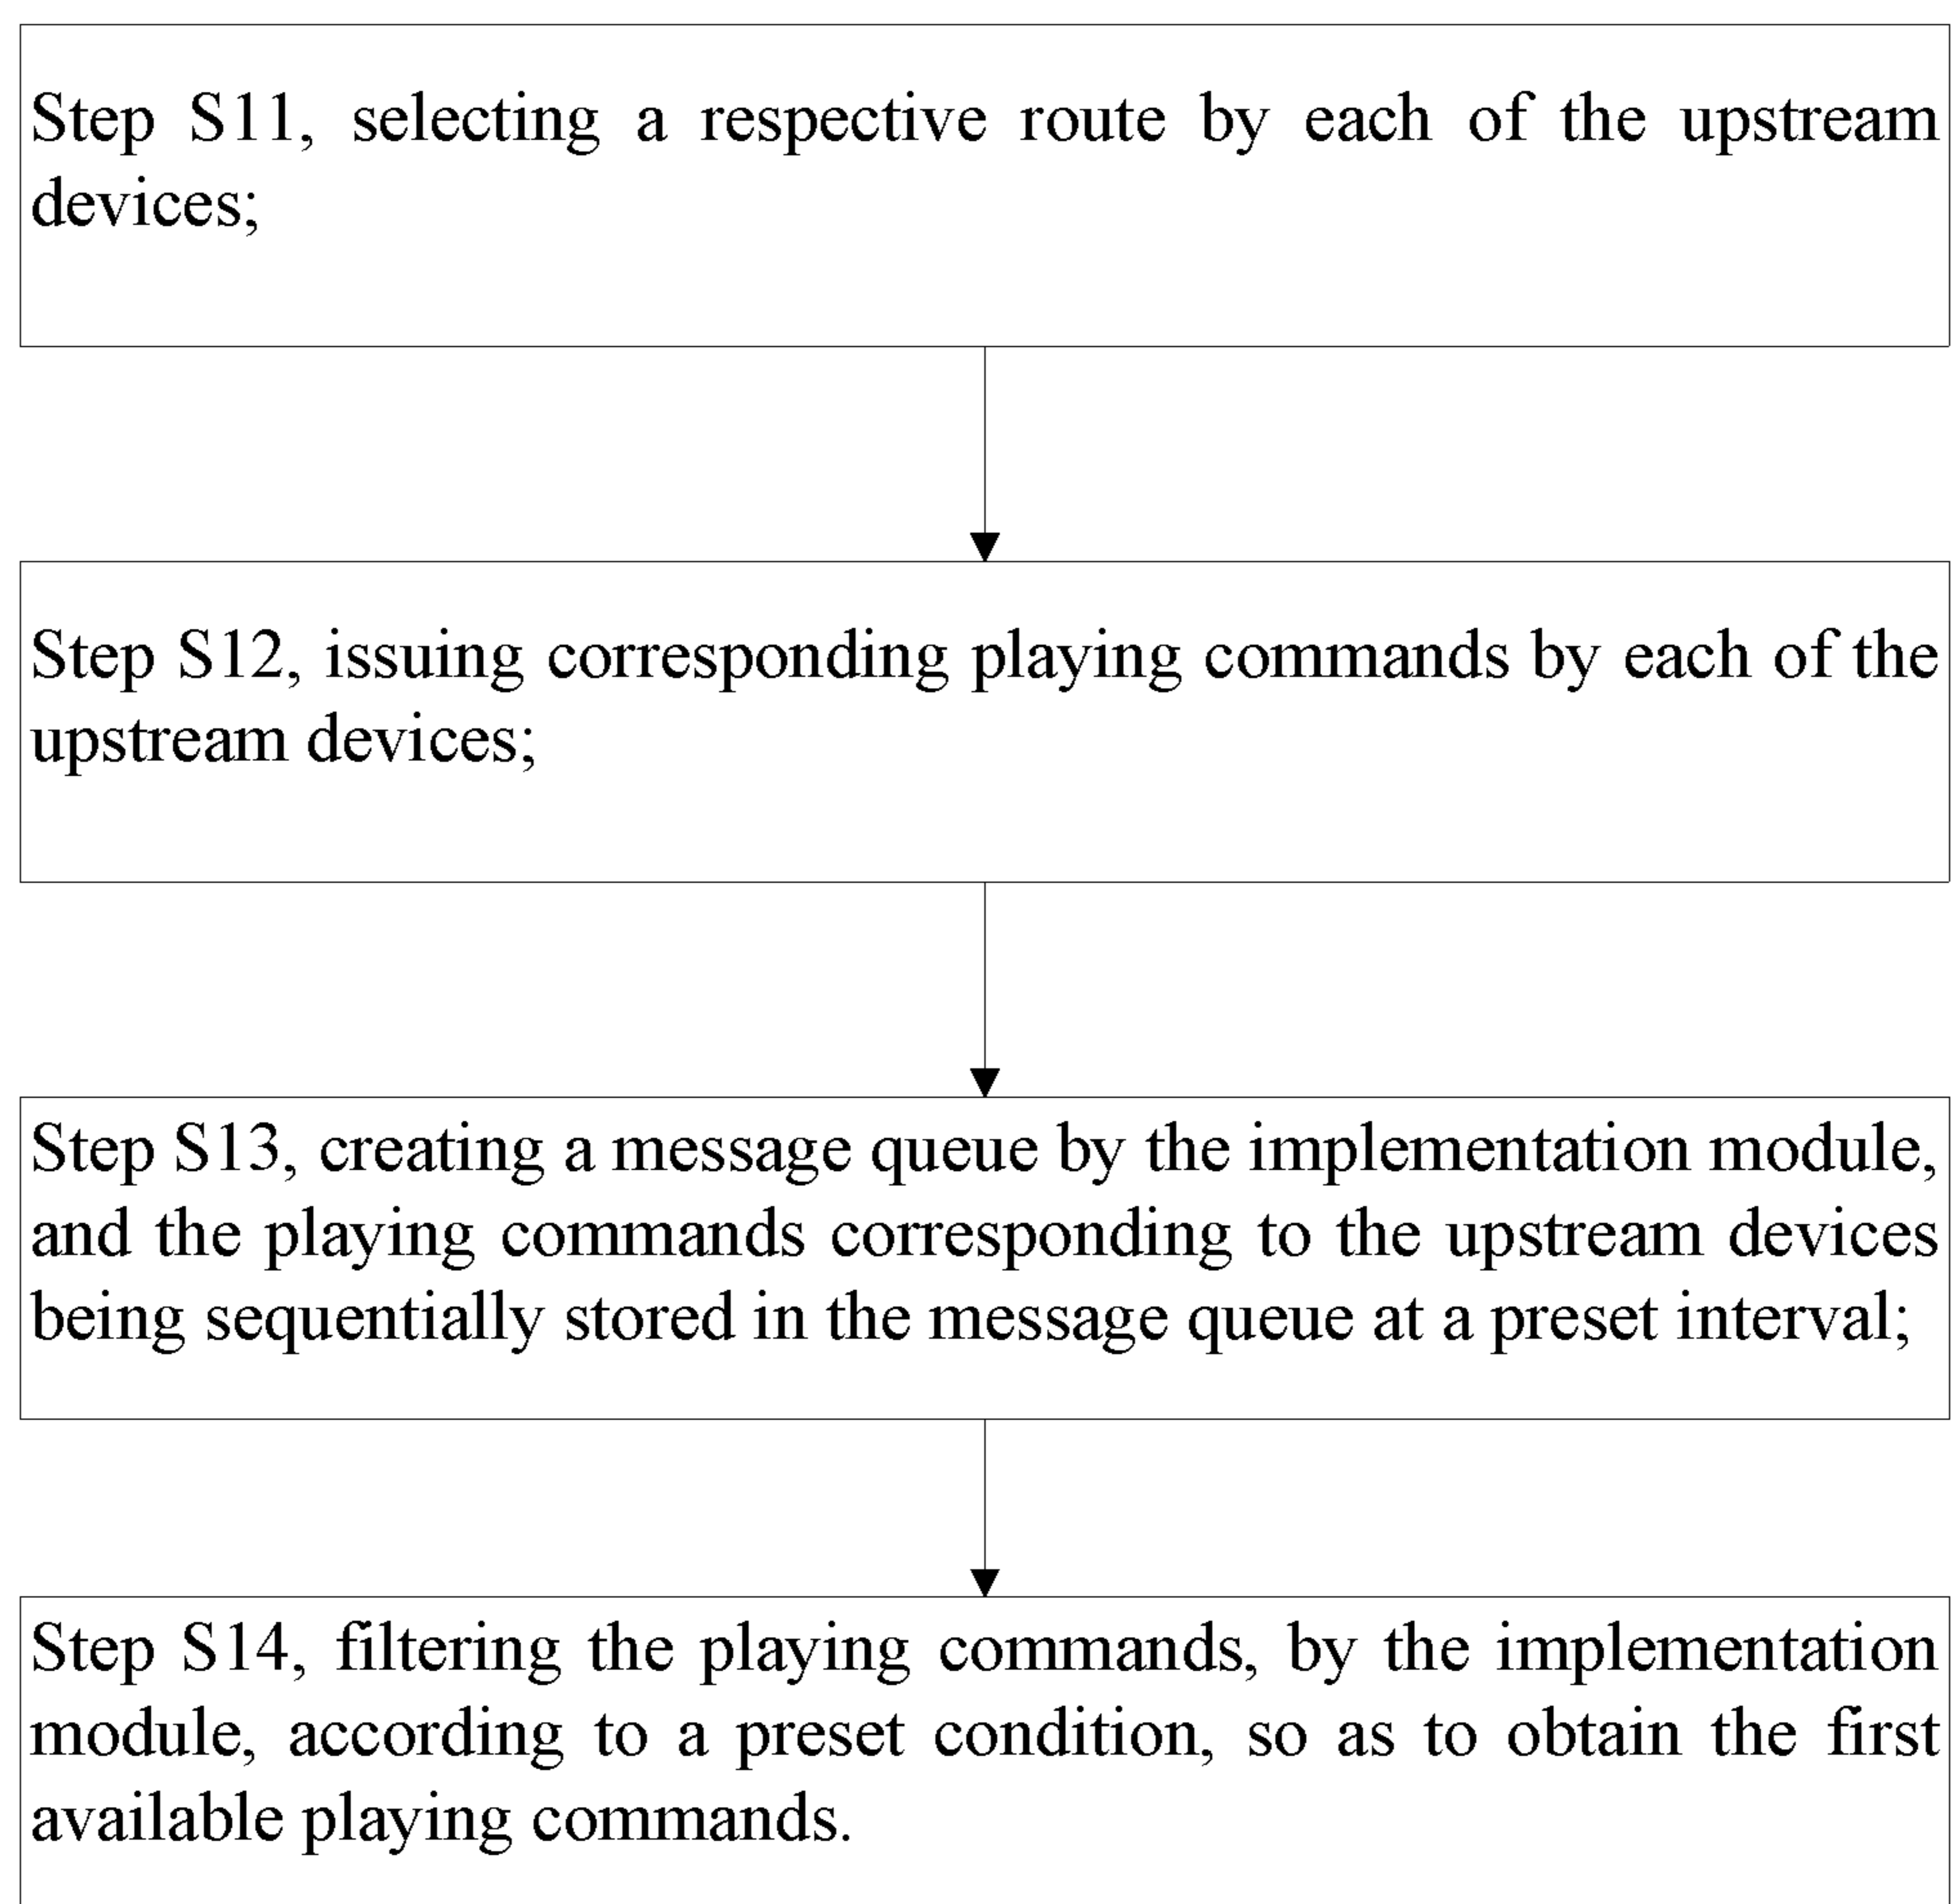 Step S11, selecting a respective route by each of the upstream
devices;
Step S12, issuing corresponding playing commands by each of the
upstream devices;
Step S13, creating a message queue by the implementation module,
and the playing commands corresponding to the upstream devices
being sequentially stored in the message queue at a preset interval;
Step S14, filtering the playing commands, by the implementation
module, according to a preset condition, so as to obtain the first
available playing commands.